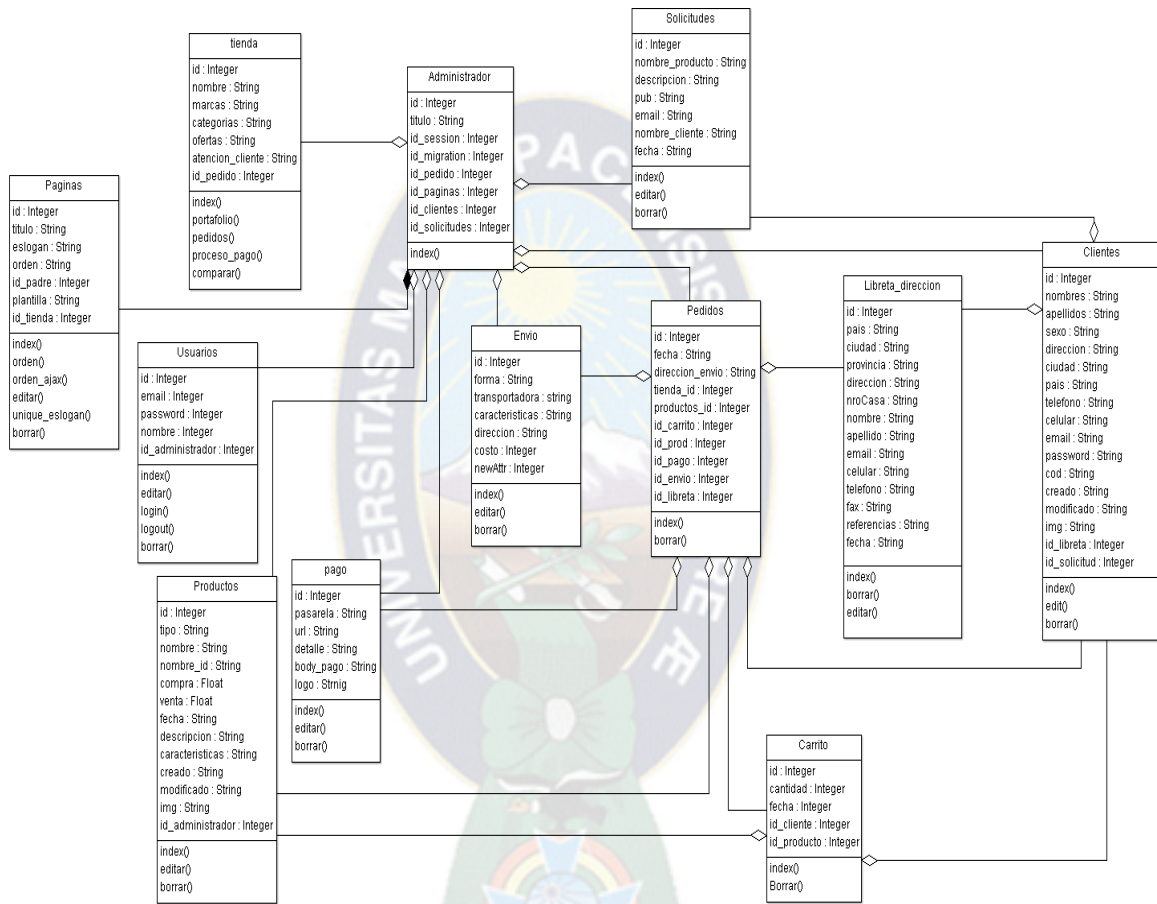 tienda
id : Integer
nombre : String
marcas : String
categorias : String
ofertas : String
atencion_cliente : String
id_pedido : Integer
index()
portafolio()
pedidos()
proceso_pago()
comparar()
Administrador
id : Integer
titulo : String
id_session : Integer
id_migration : Integer
id_pedido : Integer
id_paginas : Integer
id_clientes : Integer
id_solicitudes : Integer
index()
Solicitudes
id : Integer
nombre_producto : String
descripcion : String
pub : String
email : String
nombre_cliente : String
fecha : String
index()
editar()
borrar()
Paginas
id : Integer
titulo : String
eslogan : String
orden : String
id_padre : Integer
plantilla : String
id_tienda : Integer
index()
orden()
orden_ajax()
editar()
unique_eslogan()
borrar()
Usuarios
id : Integer
email : Integer
password : Integer
nombre : Integer
id_administrador : Integer
index()
editar()
login()
logout()
borrar()
Envio
id : Integer
forma : String
transportadora : string
caracteristicas : String
direccion : String
costo : Integer
newAttr : Integer
index()
editar()
borrar()
Pedidos
id : Integer
fecha : String
direccion_envio : String
tienda_id : Integer
productos_id : Integer
id_carrito : Integer
id_prod : Integer
id_pago : Integer
id_envio : Integer
id_libreta : Integer
index()
borrar()
Libreta_direccion
id : Integer
pais : String
ciudad : String
provincia : String
direccion : String
nroCasa : String
nombre : String
apellido : String
email : String
celular : String
telefono : String
fax : String
referencias : String
fecha : String
index()
borrar()
editar()
Clientes
id : Integer
nombres : String
apellidos : String
sexo : String
direccion : String
ciudad : String
pais : String
telefono : String
celular : String
email : String
password : String
cod : String
creado : String
modificado : String
img : String
id_libreta : Integer
id_solicitud : Integer
index()
edit()
borrar()
Productos
id : Integer
tipo : String
nombre : String
nombre_id : String
compra : Float
venta : Float
fecha : String
descripcion : String
caracteristicas : String
creado : String
modificado : String
img : String
id_administrador : Integer
index()
editar()
borrar()
pago
id : Integer
pasarela : String
url : String
detalle : String
body_pago : String
logo : Strnig
index()
editar()
borrar()
Carrito
id : Integer
cantidad : Integer
fecha : Integer
id_cliente : Integer
id_producto : Integer
index()
Borrar()